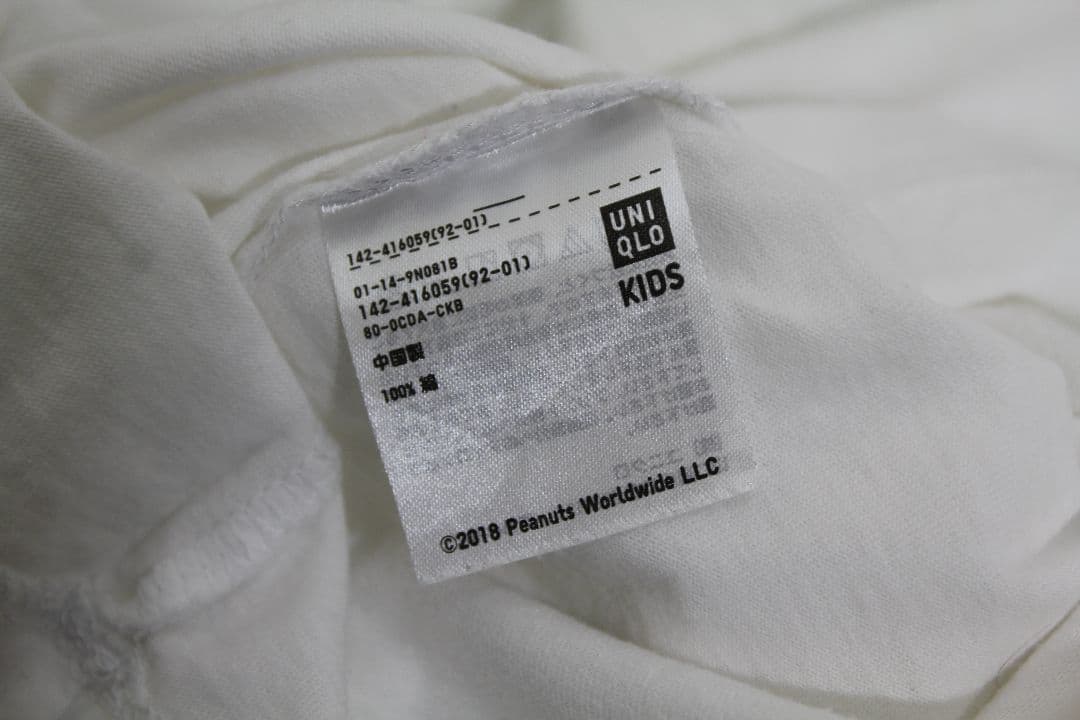 142-416059(92-01)
UNI
QLO
KIDS
01-14-9N081B
142-416059(92-01)
80-0CDA-CKB
中国製
100% 綿
©2018 Peanuts Worldwide LLC